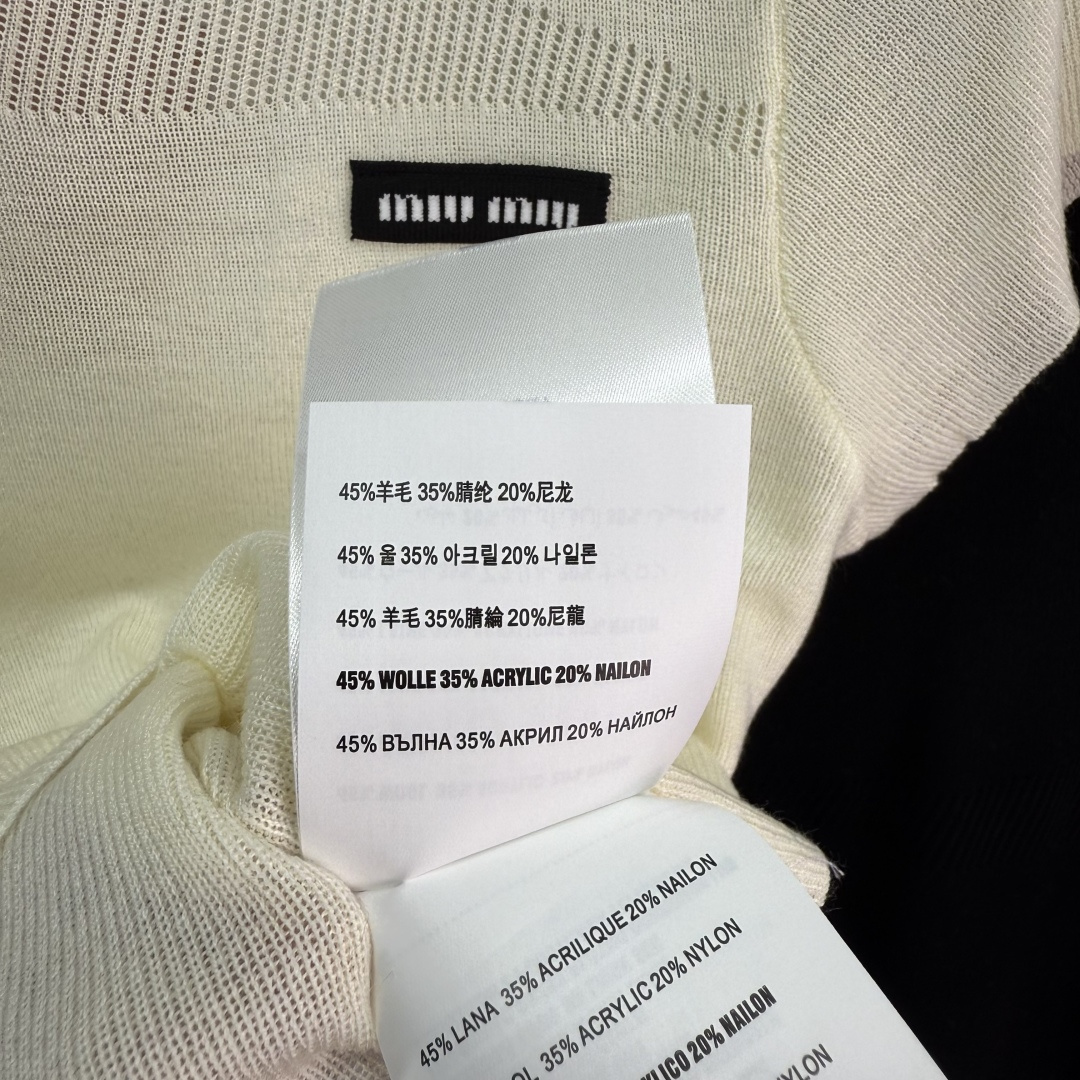 miu miu
45%羊毛 35%腈纶 20%尼龙
45% 울 35% 아크릴 20% 나일론
45% 羊毛 35%腈綸 20%尼龍
45% WOLLE 35% ACRYLIC 20% NAILON
45% ВЪЛНА 35% АКРИЛ 20% НАЙЛОН
45% LANA 35% ACRILIQUE 20% NAILON
35% ACRYLIC 20% NYLON
20% NAILON